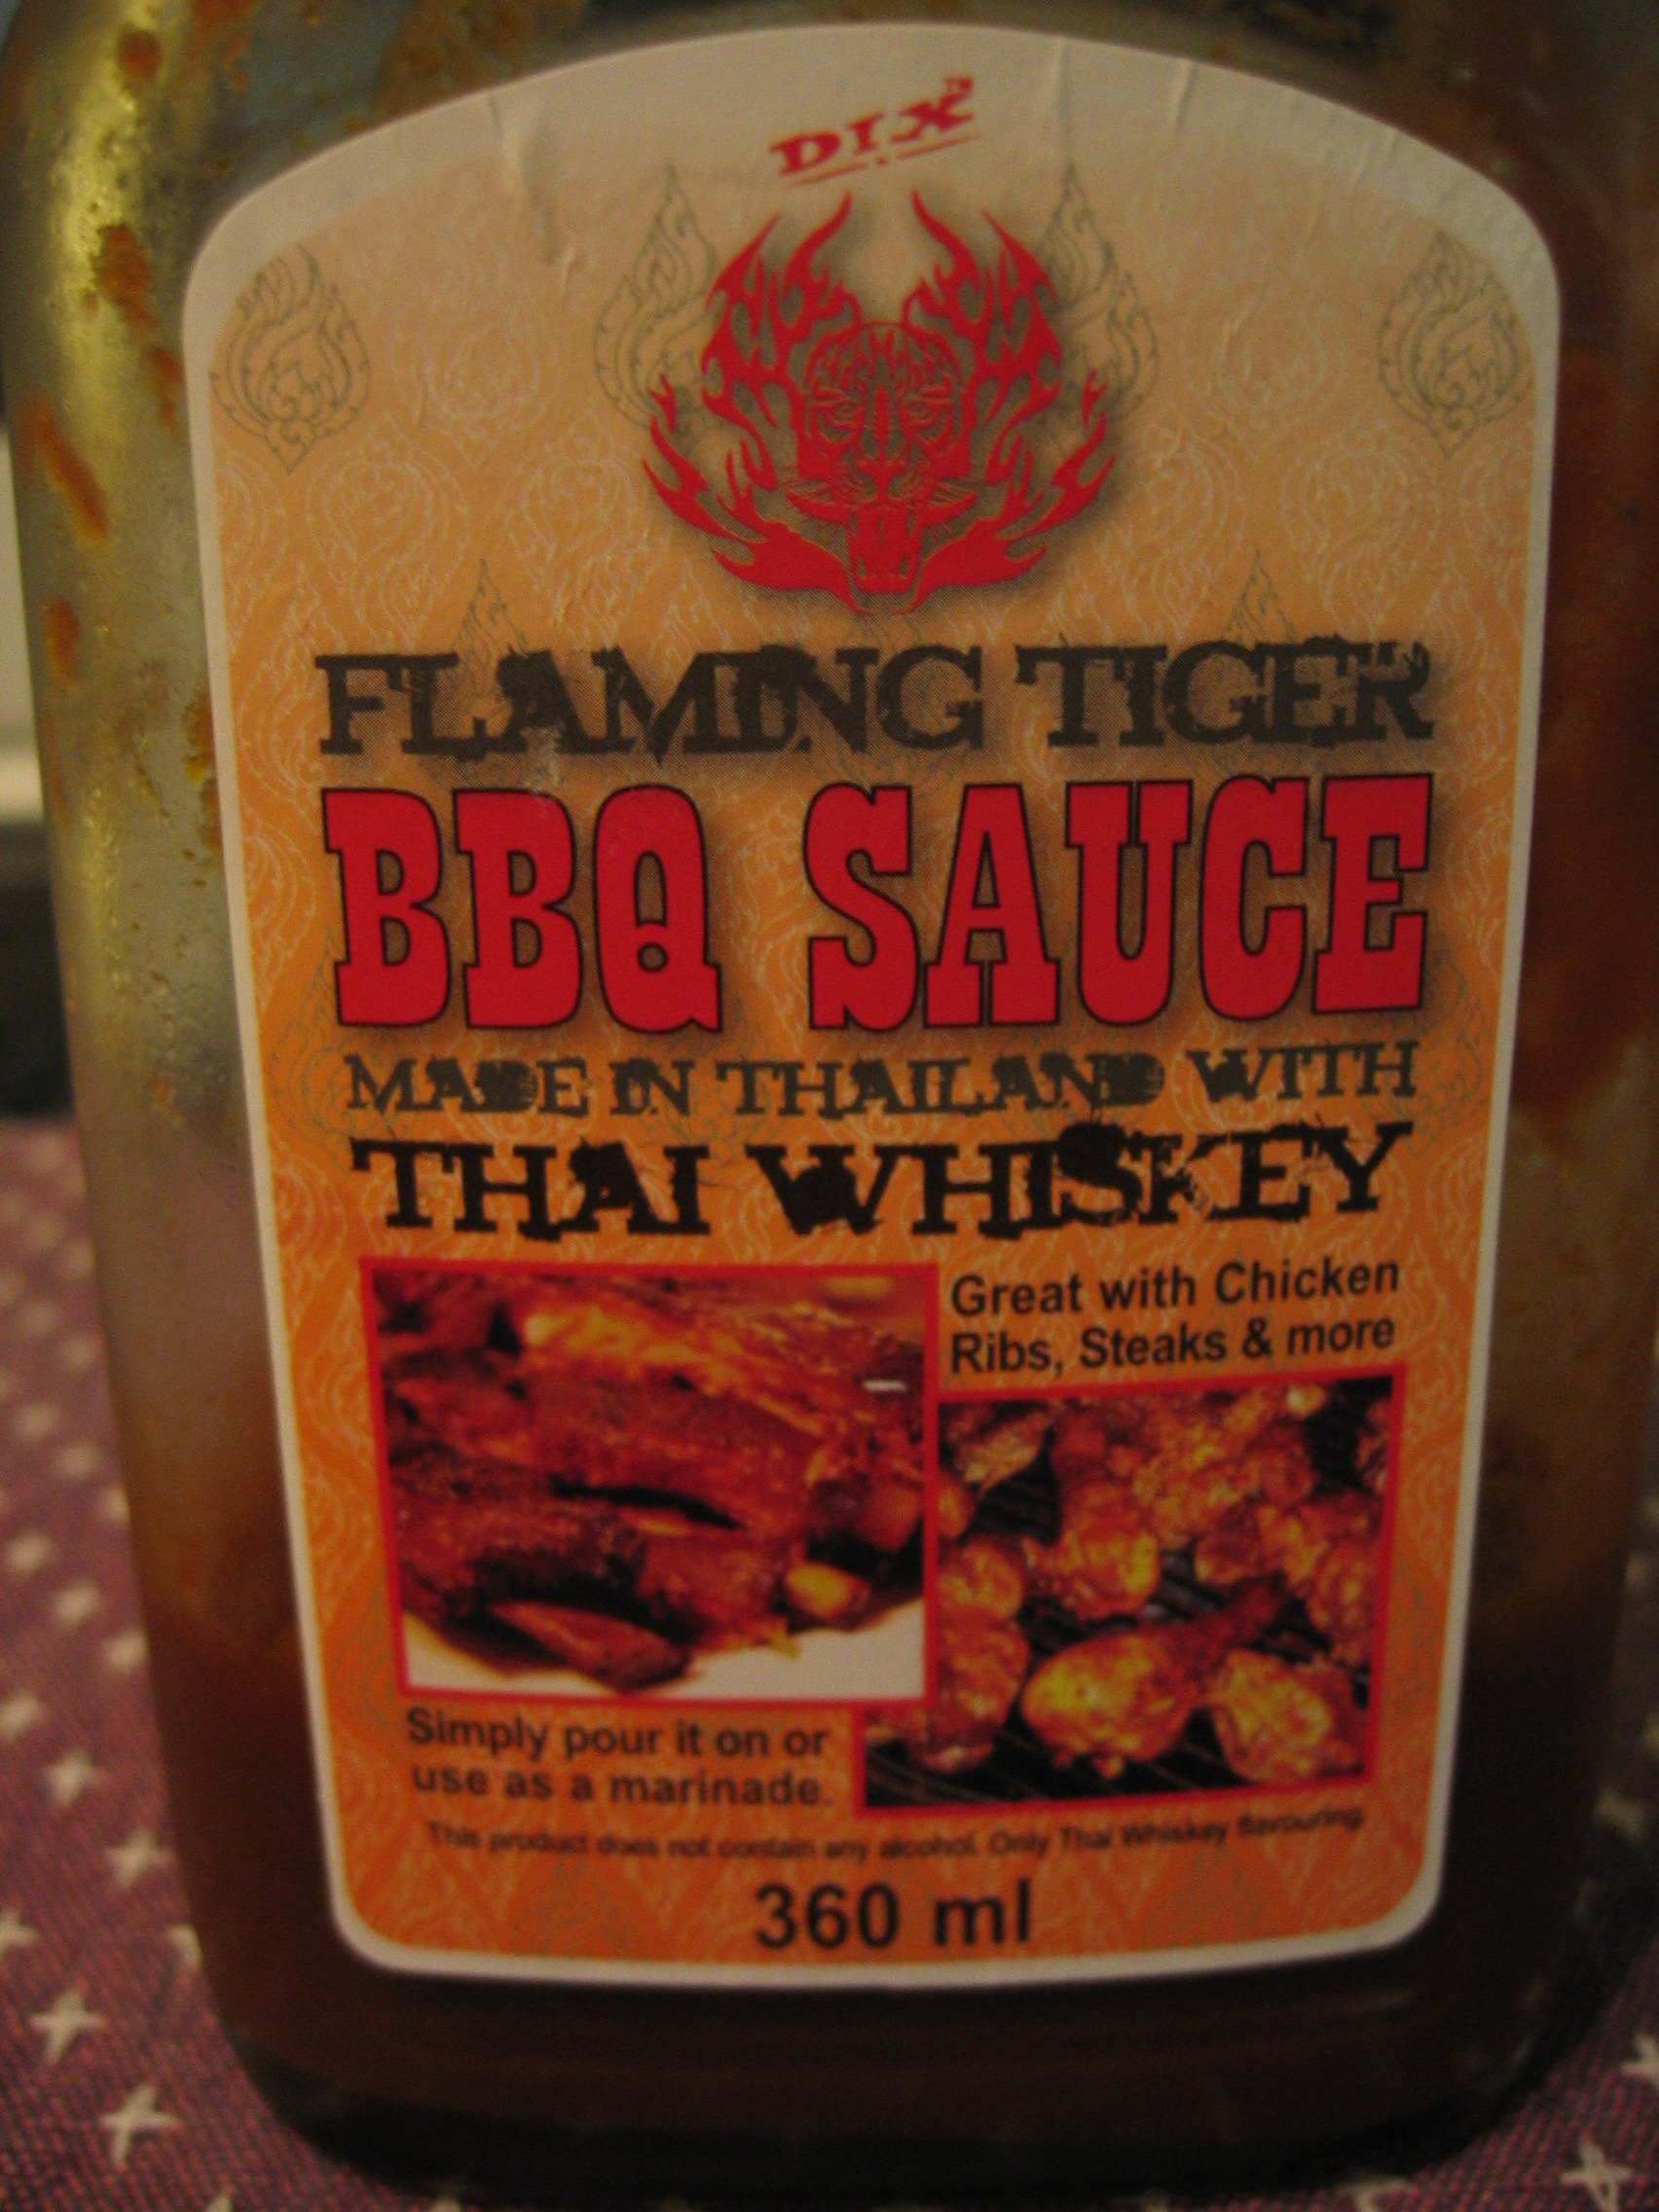 DIX
FLAMING TIGER
BBQ SAUCE
MADE IN THAILAND WITH
THAI WHISKEY
Great with Chicken
Ribs, Steaks & more
Simply pour it on or
use as a marinade.
This product does not contain any alcohol. Only Thai Whiskey flavouring.
360 ml